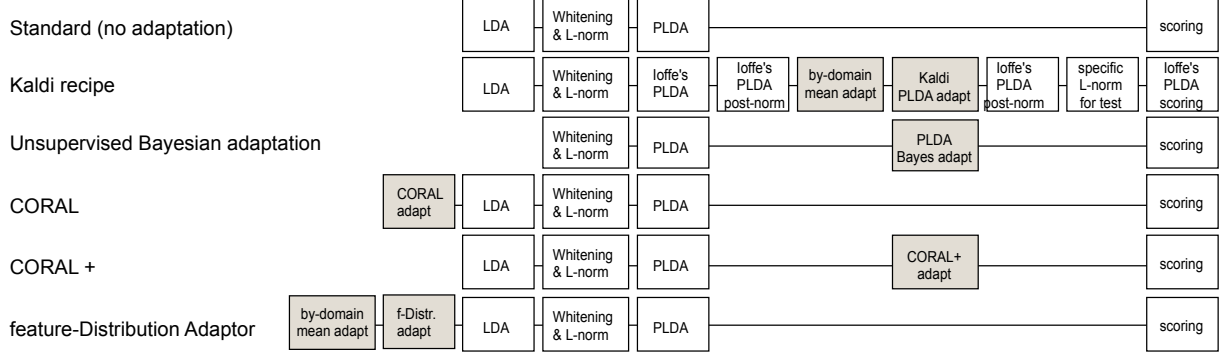 Standard (no adaptation)
LDA
Whitening
& L-norm
PLDA
scoring
Kaldi recipe
LDA
Whitening
& L-norm
Ioffe's
PLDA
Ioffe's
PLDA
post-norm
by-domain
mean adapt
Kaldi
PLDA adapt
Ioffe's
PLDA
post-norm
specific
L-norm
for test
Ioffe's
PLDA
scoring
Unsupervised Bayesian adaptation
Whitening
& L-norm
PLDA
PLDA
Bayes adapt
scoring
CORAL
CORAL
adapt
LDA
Whitening
& L-norm
PLDA
scoring
CORAL +
LDA
Whitening
& L-norm
PLDA
CORAL+
adapt
scoring
feature-Distribution Adaptor
by-domain
mean adapt
f-Distr.
adapt
LDA
Whitening
& L-norm
PLDA
scoring